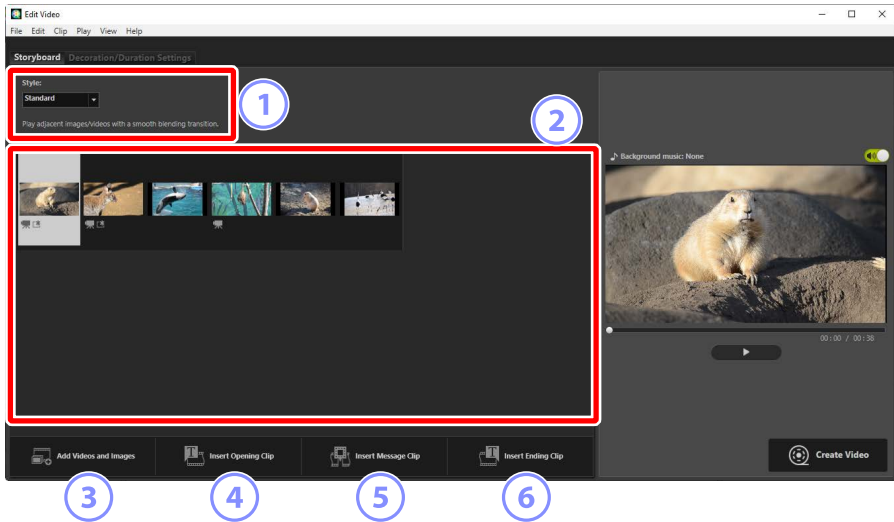 Edit Video
File Edit Clip Play View Help
Storyboard Decoration/Duration Settings
Style:
Standard
Play adjacent images/videos with a smooth blending transition.
1
2
Background music: None
00:00 / 00:38
Add Videos and Images
Insert Opening Clip
Insert Message Clip
Insert Ending Clip
Create Video
3
4
5
6